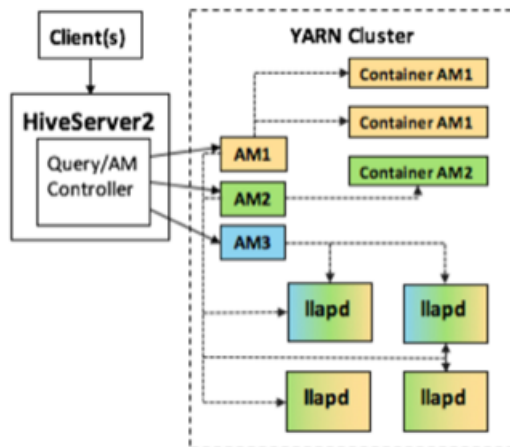 Client(s)
YARN Cluster
HiveServer2
Query/AM
Controller
Container AM1
Container AM1
Container AM2
AM1
AM2
AM3
llapd
llapd
llapd
llapd